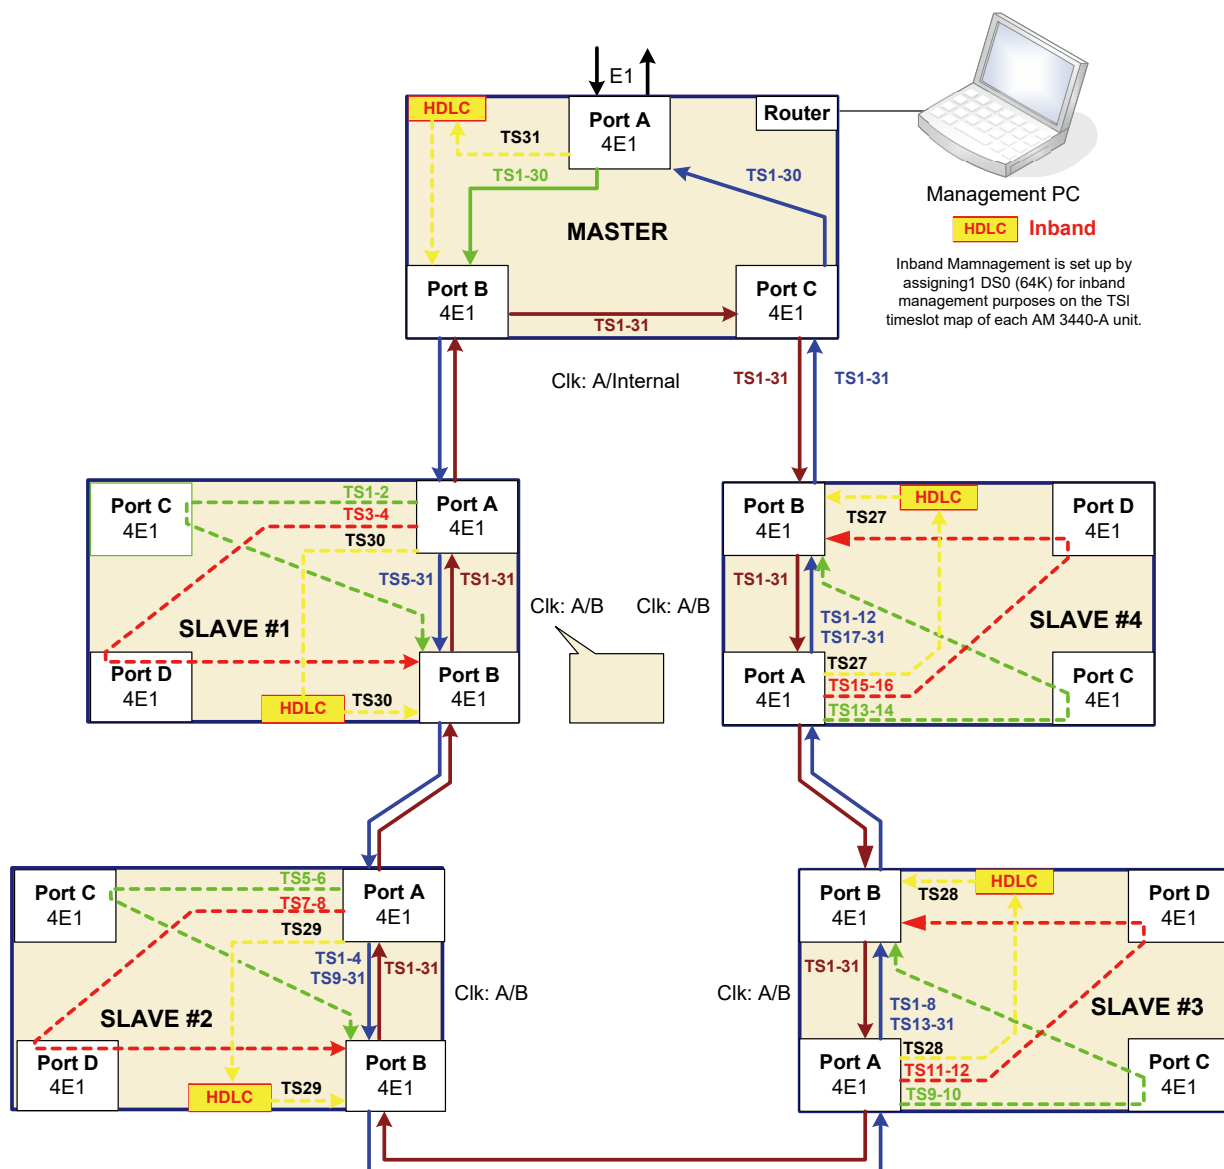 E1
HDLC
Port A
4E1
Router
TS31
TS1-30
TS1-30
MASTER
Port B
4E1
Port C
4E1
TS1-31
Management PC
HDLC
Inband
Inband Mamnagement is set up by
assigning1 DS0 (64K) for inband
management purposes on the TSI
timeslot map of each AM 3440-A unit.
Clk: A/Internal
TS1-31
TS1-31
Port C
4E1
TS1-2
TS3-4
TS30
Port A
4E1
TS5-31
TS1-31
SLAVE #1
Port D
4E1
HDLC
TS30
Port B
4E1
Clk: A/B
Clk: A/B
Port B
4E1
HDLC
TS27
Port D
4E1
TS1-31
TS1-12
TS17-31
SLAVE #4
TS27
Port A
4E1
TS15-16
TS13-14
Port C
4E1
Port C
4E1
TS5-6
TS7-8
TS29
Port A
4E1
TS1-4
TS9-31
TS1-31
Clk: A/B
SLAVE #2
Port D
4E1
HDLC
TS29
Port B
4E1
Port B
4E1
HDLC
TS28
Port D
4E1
TS1-31
Clk: A/B
TS1-8
TS13-31
SLAVE #3
TS28
Port A
4E1
TS11-12
TS9-10
Port C
4E1